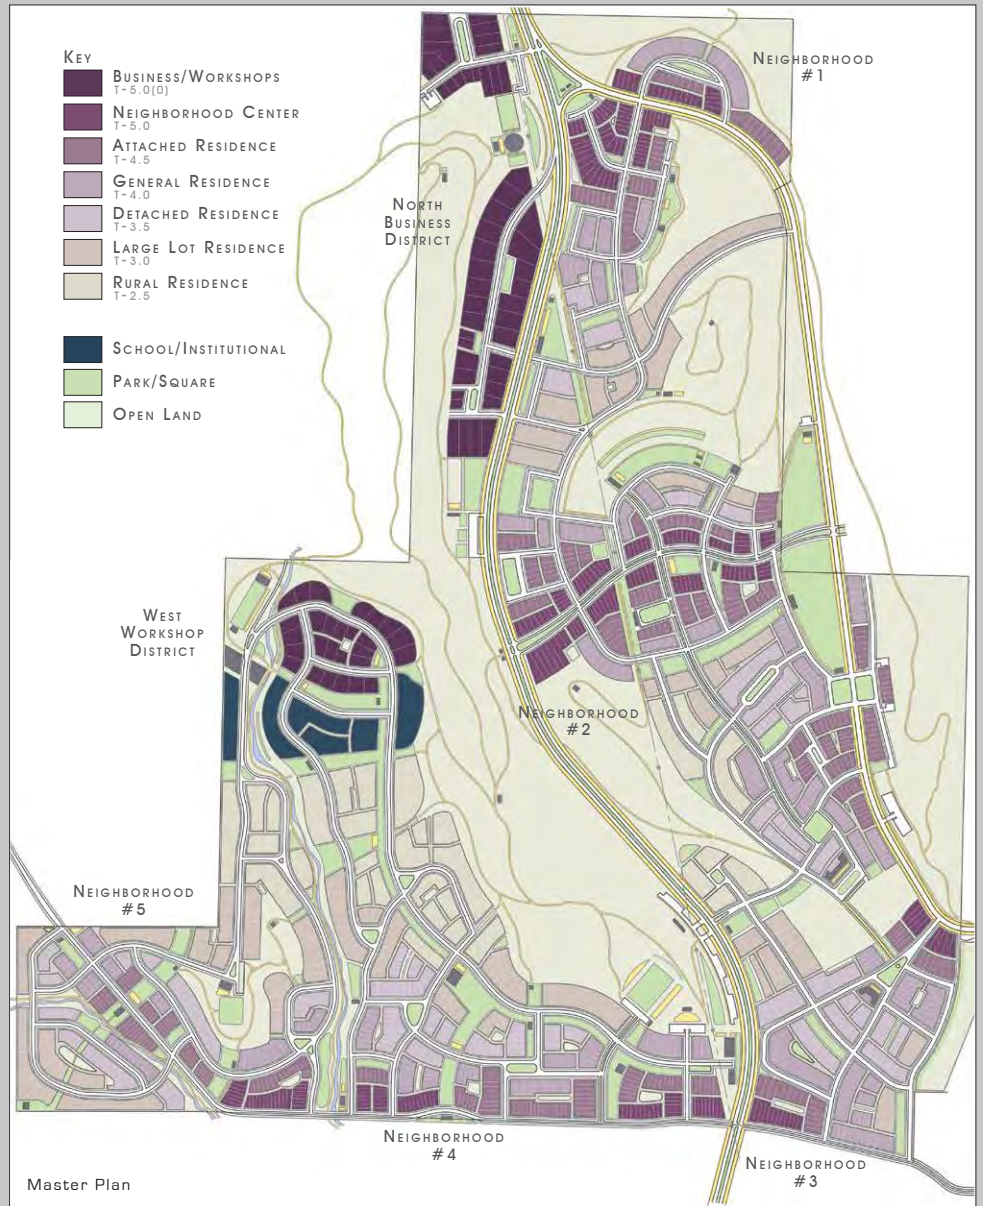 Key
Business/Workshops
T-5.0(0)
Neighborhood Center
T-5.0
Attached Residence
T-4.5
General Residence
T-4.0
Detached Residence
T-3.5
Large Lot Residence
T-3.0
Rural Residence
T-2.5
School/Institutional
Park/Square
Open Land
Neighborhood
#1
North
Business
District
West
Workshop
District
Neighborhood
#2
Neighborhood
#5
Neighborhood
#4
Neighborhood
#3
Master Plan